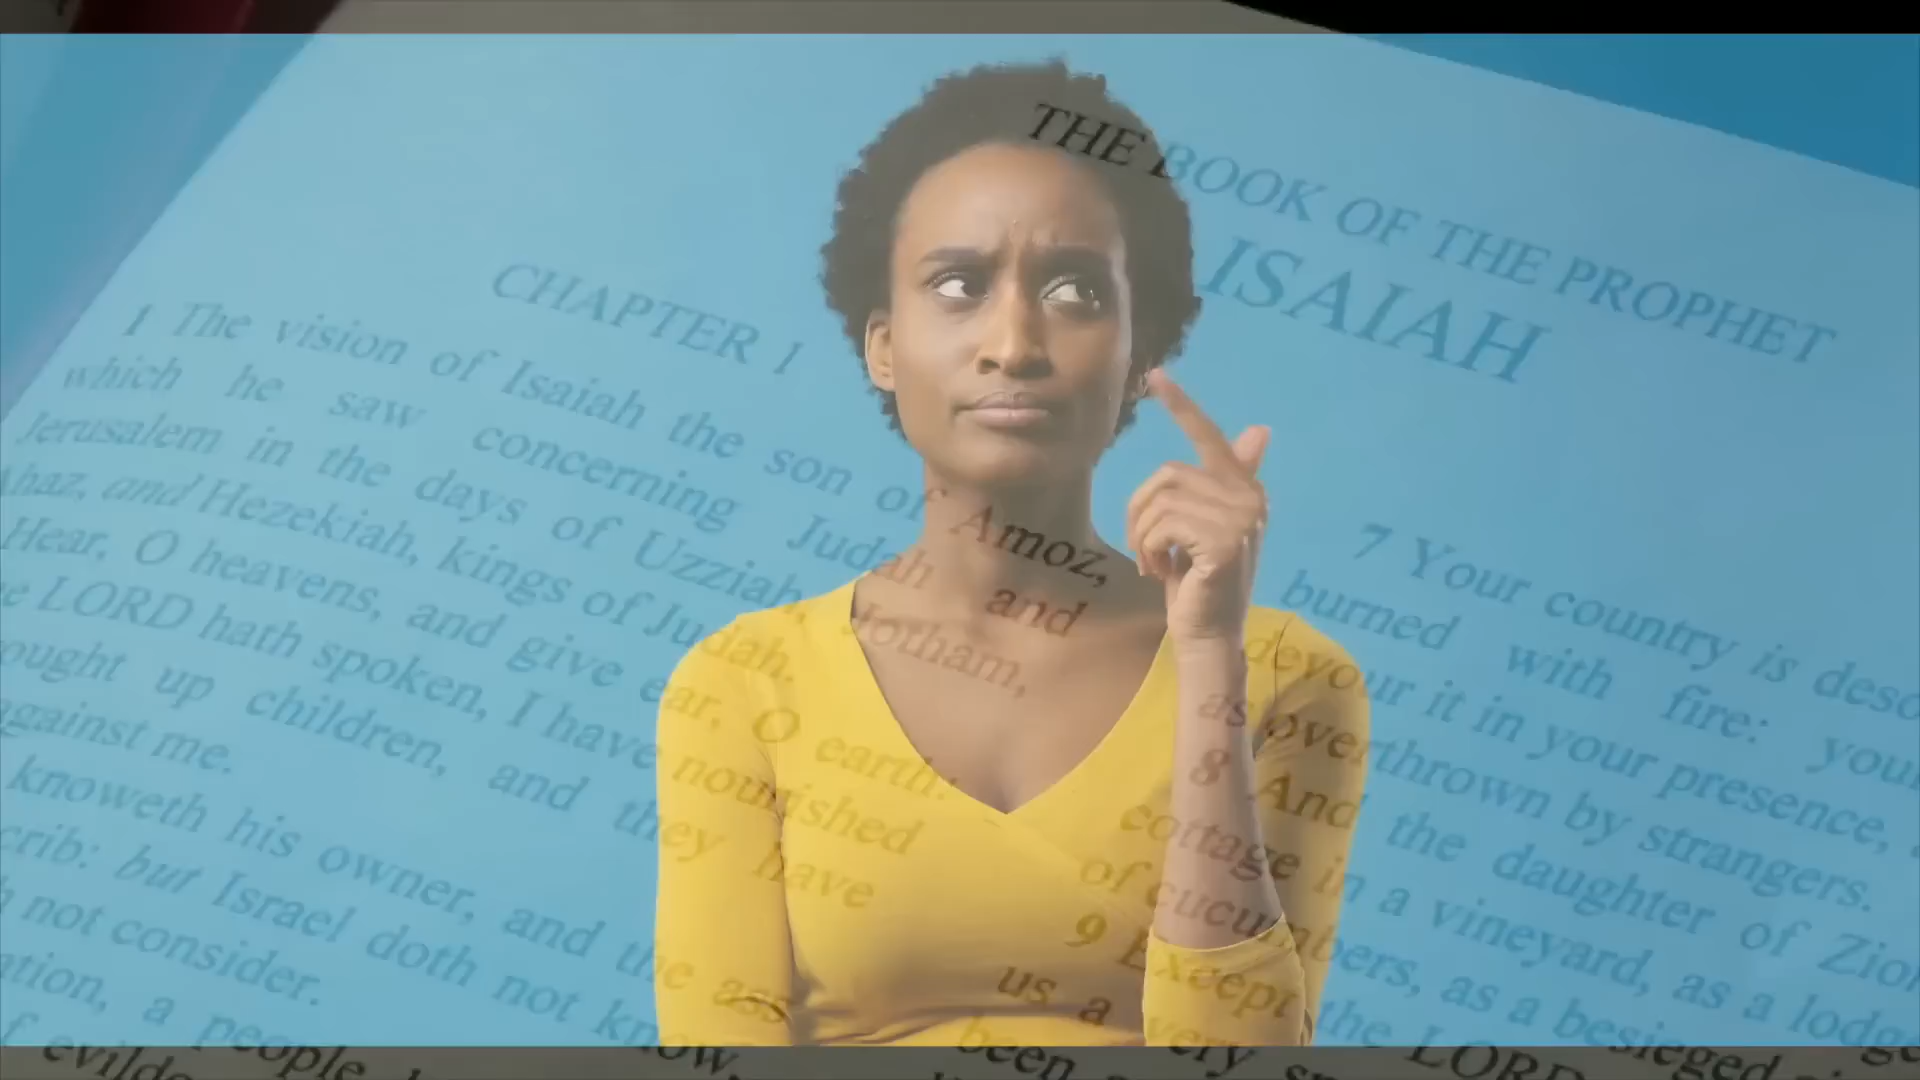 THE BOOK OF THE PROPHET
ISAIAH
CHAPTER 1
1 The vision of Isaiah the son of Amoz,
which he saw concerning Judah and
Jerusalem in the days of Uzziah, Jotham,
Ahaz, and Hezekiah, kings of Judah.
Hear, O heavens, and give ear, O earth:
LORD hath spoken, I have nourished
up children, and they have
against me.
knoweth his owner, and the ass
crib: but Israel doth not know,
not consider.
a people
evildo
7 Your country is deso
burned with fire: your
devour it in your presence,
as overthrown by strangers.
8 And the daughter of Zion
cottage in a vineyard, as a lodge
of cucumbers, as a besieged
9 Except the LORD
us a very
been